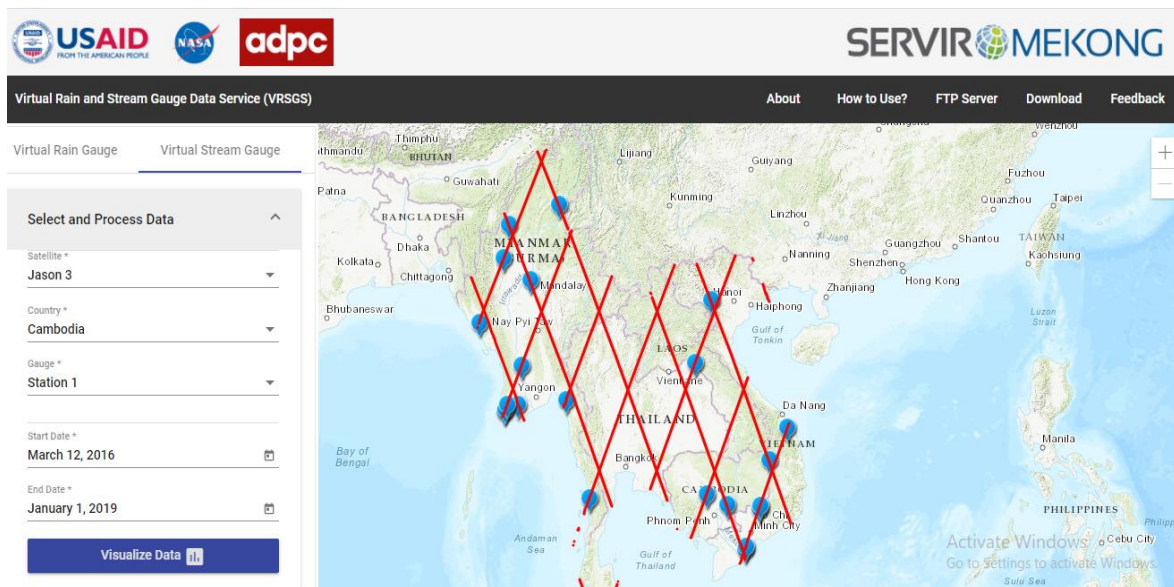 USAID
FROM THE AMERICAN PEOPLE
NASA
adpc
SERVIR MEKONG
Virtual Rain and Stream Gauge Data Service (VRSGS)
About How to Use? FTP Server Download Feedback
Virtual Rain Gauge Virtual Stream Gauge
Select and Process Data
Satellite *
Jason 3
Country *
Cambodia
Gauge *
Station 1
Start Date *
March 12, 2016
End Date *
January 1, 2019
Visualize Data
Thimphu
BHUTAN
Lijiang
Guiyang
Wenzhou
Fuzhou
Patna
Guwahati
Kunming
Quanzhou
Taipei
BANGLADESH
Linzhou
Dhaka
Guangzhou
Shantou
TAIWAN
Kolkata
Nanning
Shenzhen
Kaohsiung
Chittagong
Mandalay
Zhanjiang
Hong Kong
Hanoi
Haiphong
Bhubaneswar
Nay Pyi Taw
Gulf of
Tonkin
Luzon
Strait
LAOS
Vientiane
Yangon
Da Nang
THAILAND
VIETNAM
Manila
Bay of
Bengal
Bangkok
CAMBODIA
PHILIPPINES
Phnom Penh
Minh City
Andaman
Sea
Gulf of
Thailand
Cebu City
Sulu Sea
Activate Windows
Go to Settings to activate Windows.